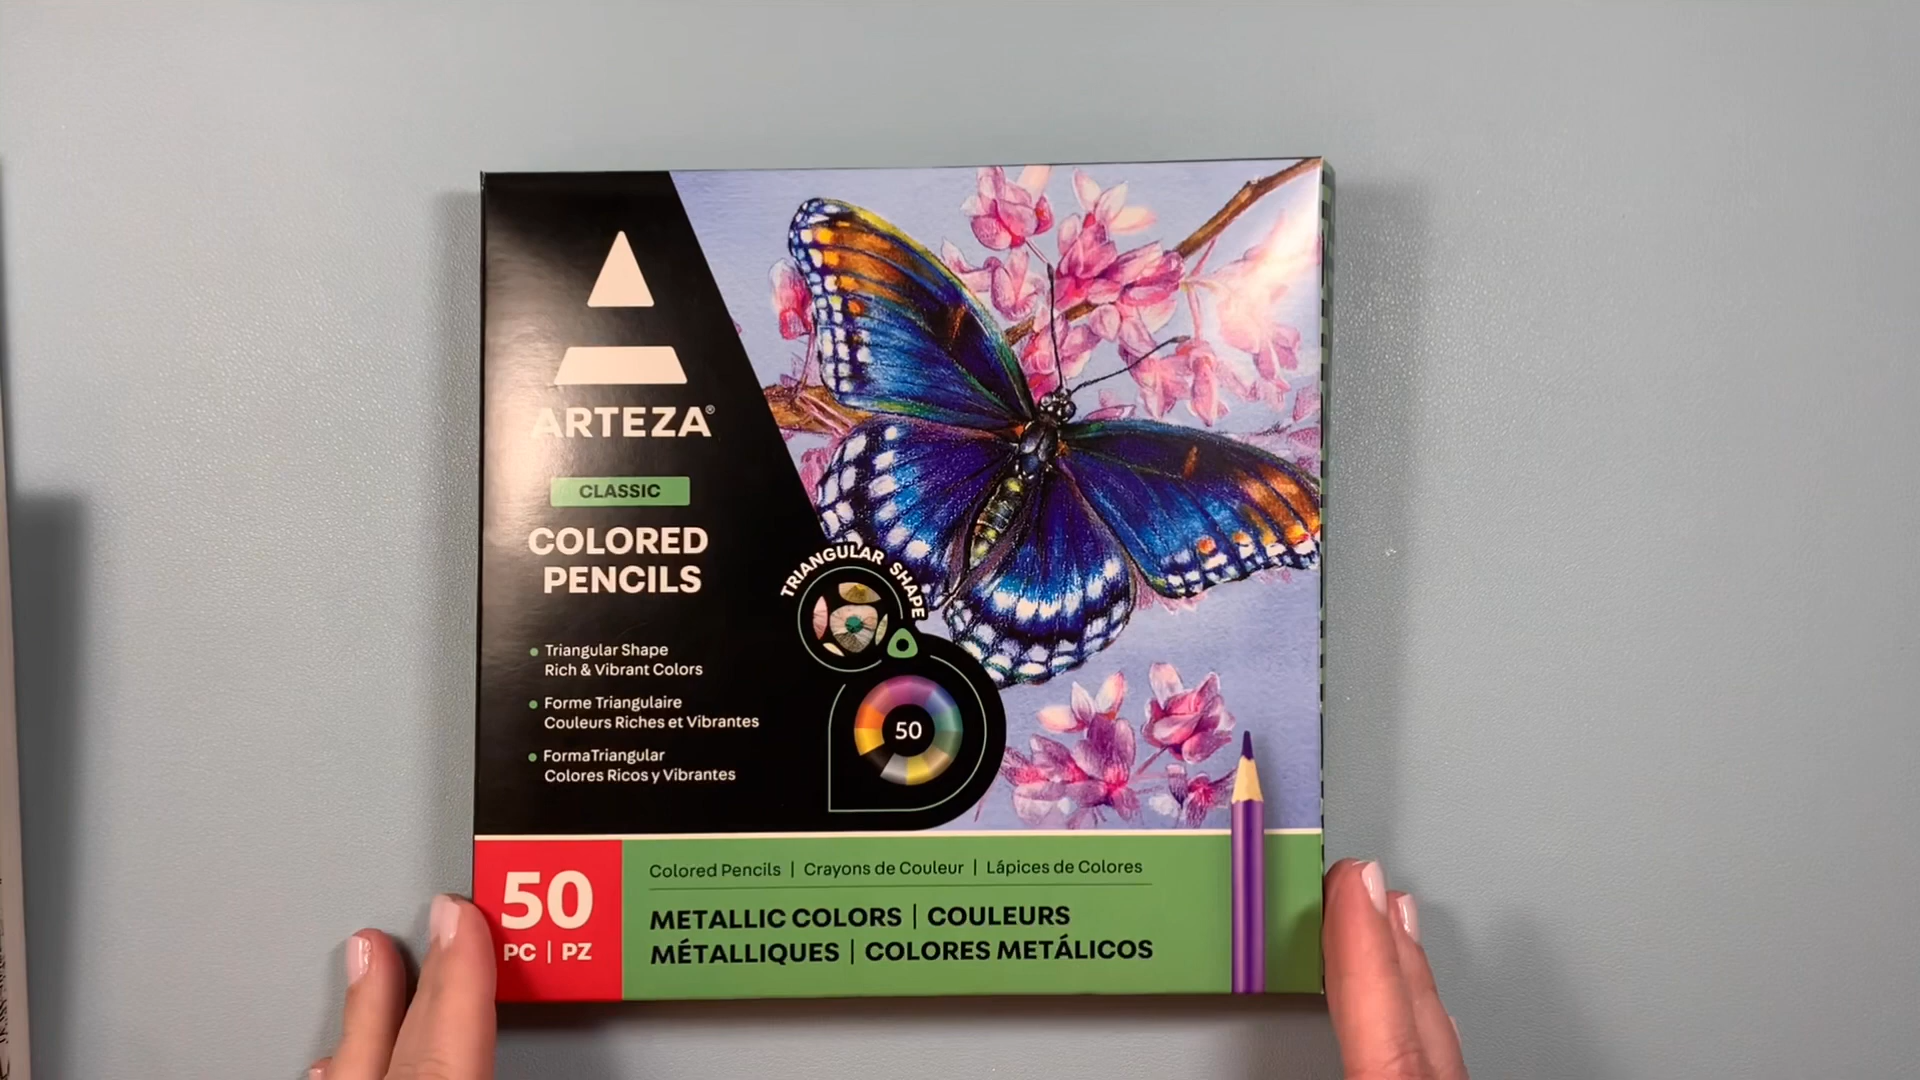 ARTEZA®
CLASSIC
COLORED
PENCILS
Triangular Shape
Rich & Vibrant Colors
Forme Triangulaire
Couleurs Riches et Vibrantes
FormaTriangular
Colores Ricos y Vibrantes
TRIANGULAR SHAPE
50
50
PC | PZ
Colored Pencils | Crayons de Couleur | Lápices de Colores
METALLIC COLORS | COULEURS
MÉTALLIQUES | COLORES METÁLICOS